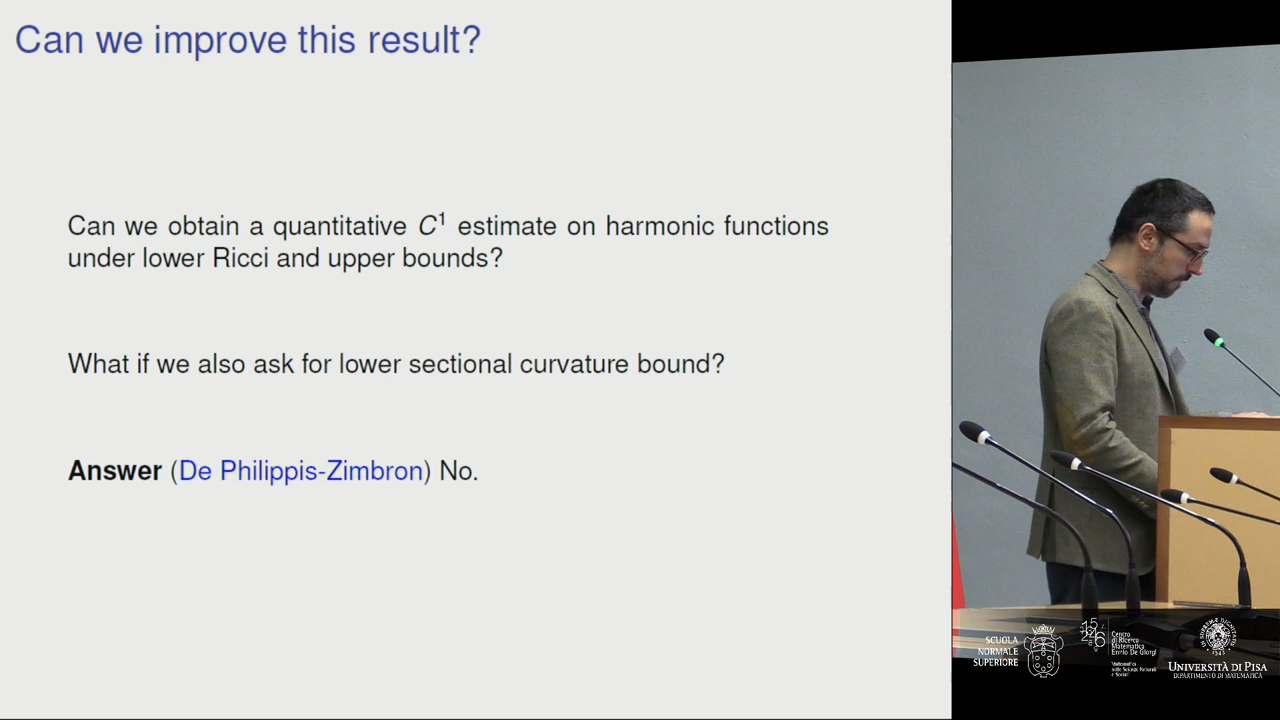 Can we improve this result?
Can we obtain a quantitative C¹ estimate on harmonic functions
under lower Ricci and upper bounds?
What if we also ask for lower sectional curvature bound?
Answer (De Philippis-Zimbron) No.
SCUOLA
NORMALE
SUPERIORE
Centro
di Ricerca
Matematica
Ennio De Giorgi
UNIVERSITÀ DI PISA
DIPARTIMENTO DI MATEMATICA